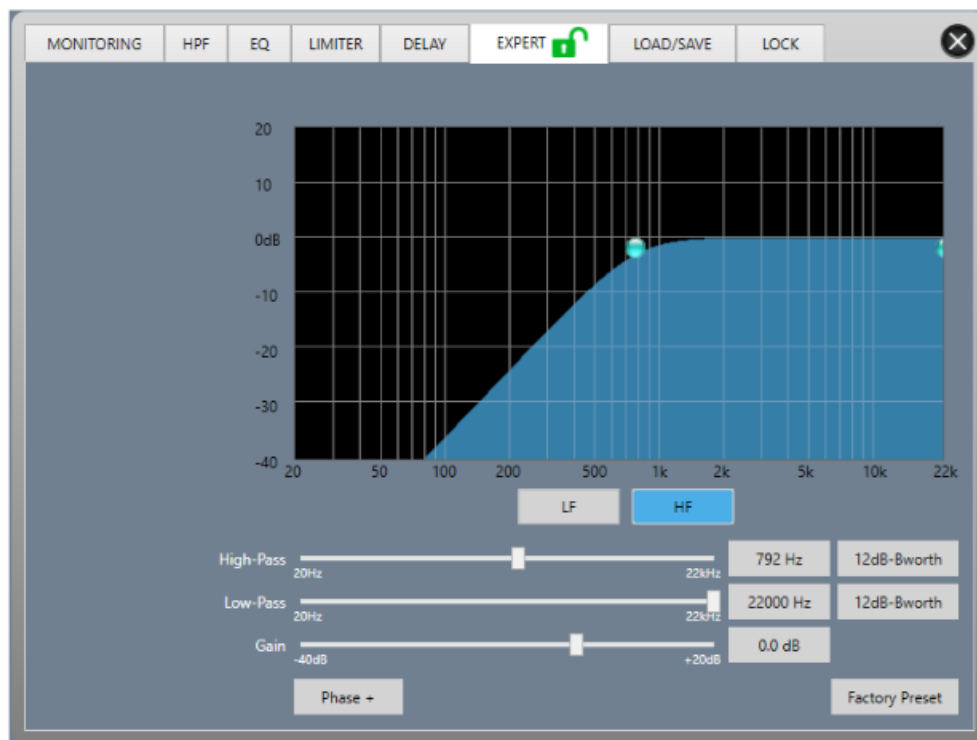 MONITORING HPF EQ LIMITER DELAY EXPERT LOAD/SAVE LOCK
20
10
0dB
-10
-20
-30
-40
20 50 100 200 500 1k 2k 5k 10k 22k
LF HF
High-Pass 20Hz 22kHz 792 Hz 12dB-Bworth
Low-Pass 20Hz 22kHz 22000 Hz 12dB-Bworth
Gain -40dB +20dB 0.0 dB
Phase + Factory Preset